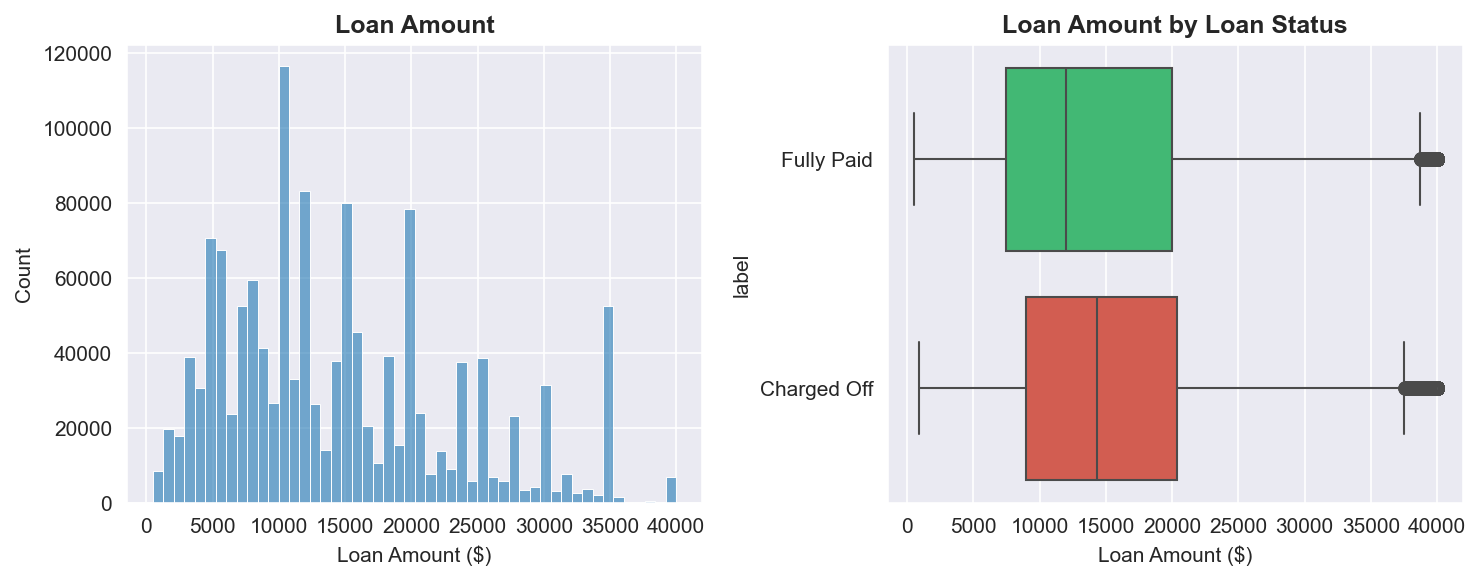 Loan Amount
120000
100000
80000
60000
40000
20000
0
Count
0 5000 10000 15000 20000 25000 30000 35000 40000
Loan Amount ($)
Loan Amount by Loan Status
label
Fully Paid
Charged Off
0 5000 10000 15000 20000 25000 30000 35000 40000
Loan Amount ($)